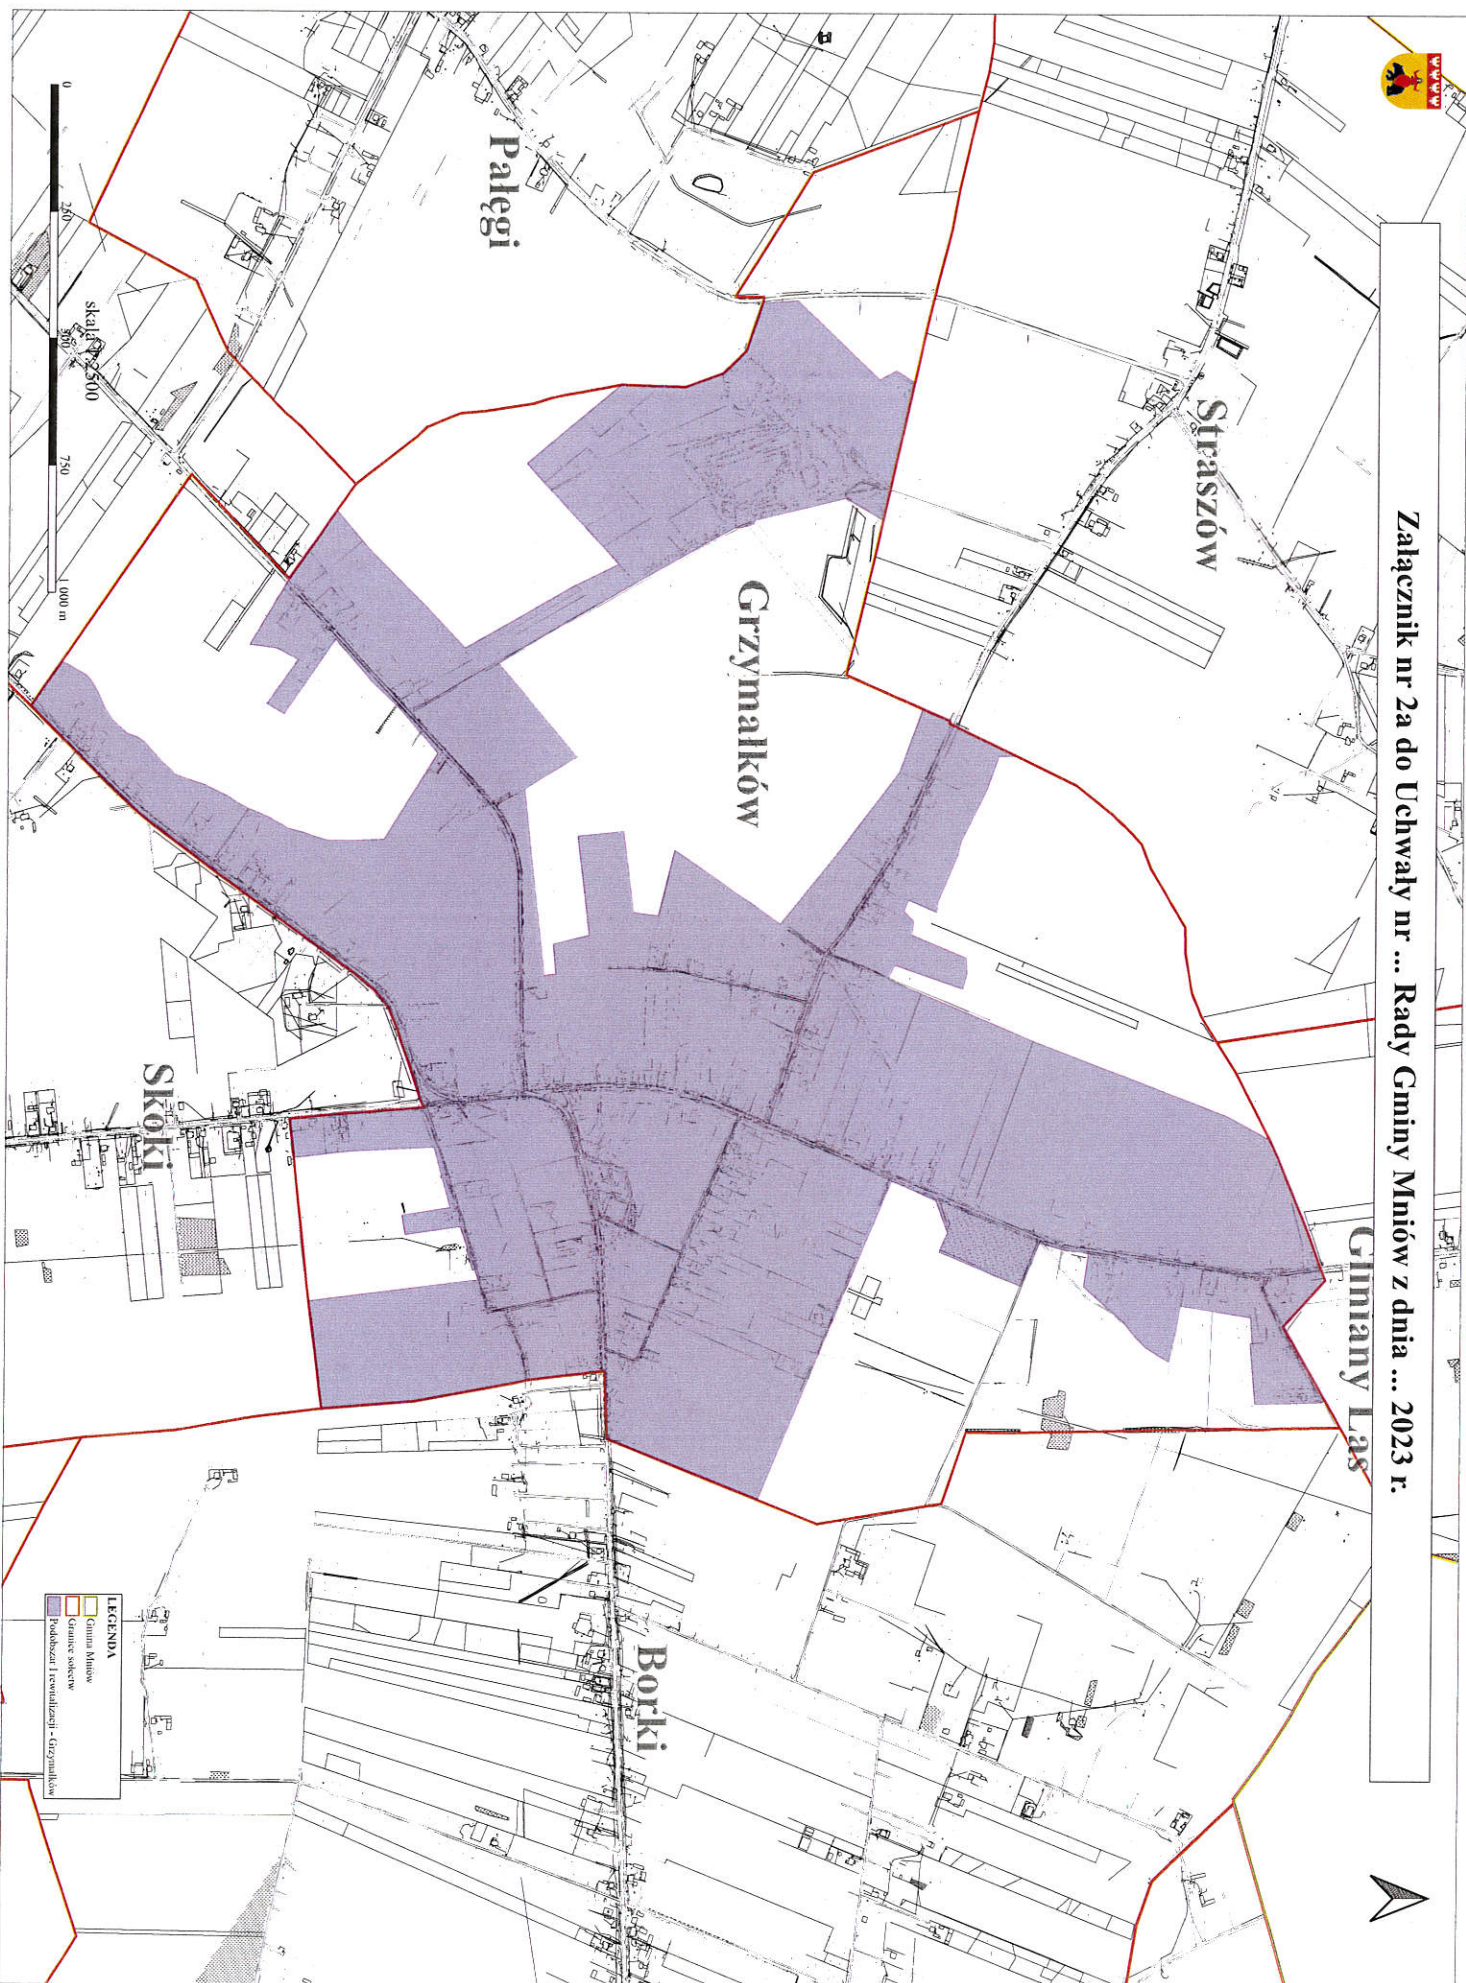 Załącznik nr 2a do Uchwały nr ... Rady Gminy Mniów z dnia ... 2023 r.
Straszów
Gliniany Las
Pałęgi
Grzymałków
Borki
Skoki
0
250
500
750
1 000 m
LEGENDA
Gmina Mniów
Granice sołectw
Podobszar I rewitalizacji - Grzymałków